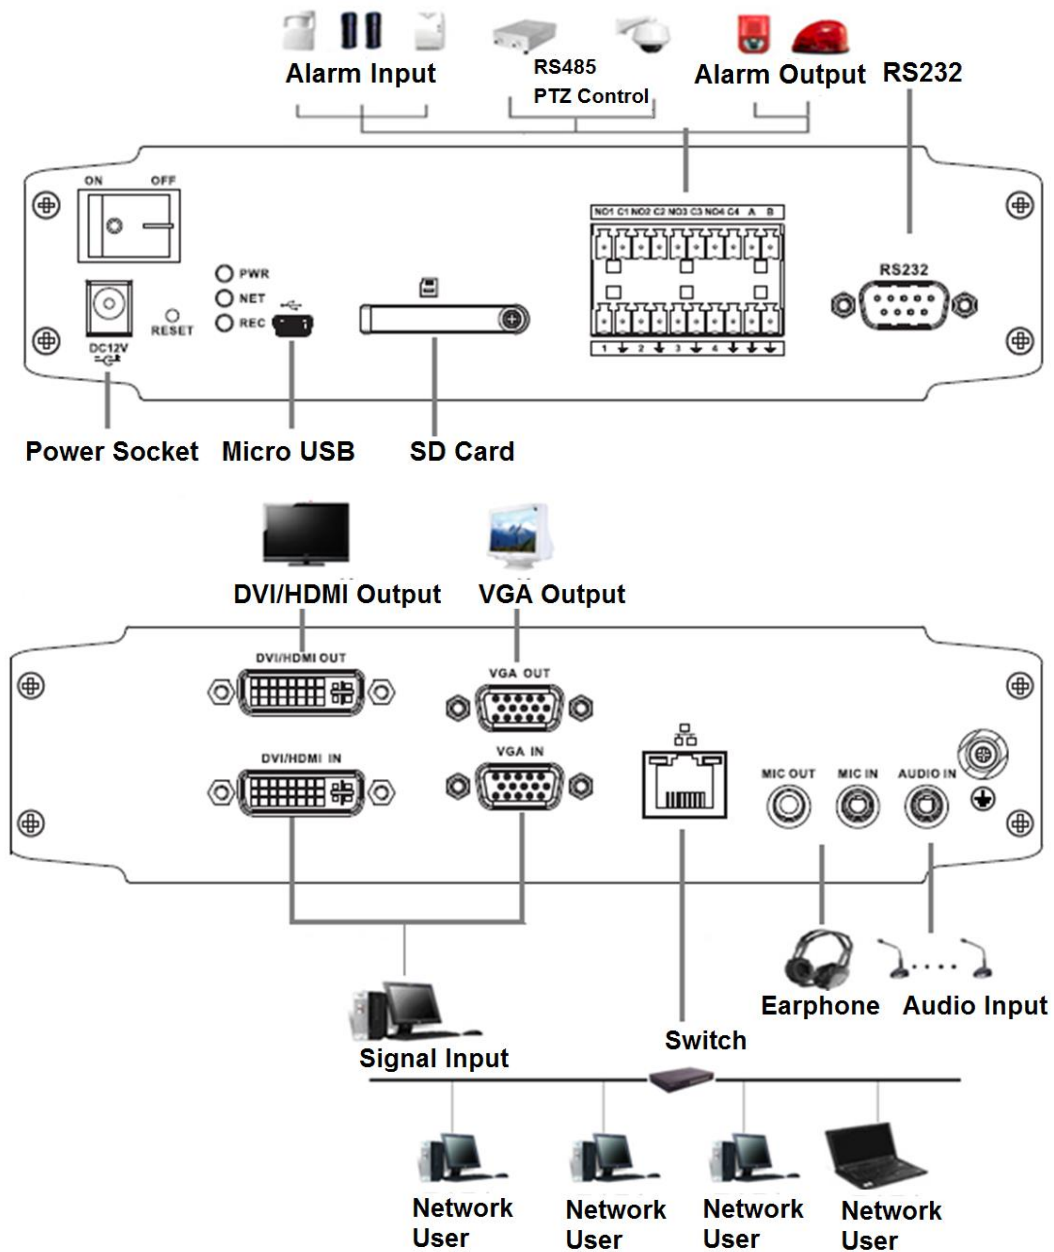 Alarm Input
RS485
PTZ Control
Alarm Output
RS232
ON OFF
NO1 C1 NO2 C2 NO3 C3 NO4 C4 A B
RS232
PWR
NET
REC
RESET
DC12V
1 2 3 4
Power Socket
Micro USB
SD Card
DVI/HDMI Output
VGA Output
DVI/HDMI OUT
VGA OUT
DVI/HDMI IN
VGA IN
MIC OUT
MIC IN
AUDIO IN
Earphone
Audio Input
Switch
Signal Input
Network
User
Network
User
Network
User
Network
User